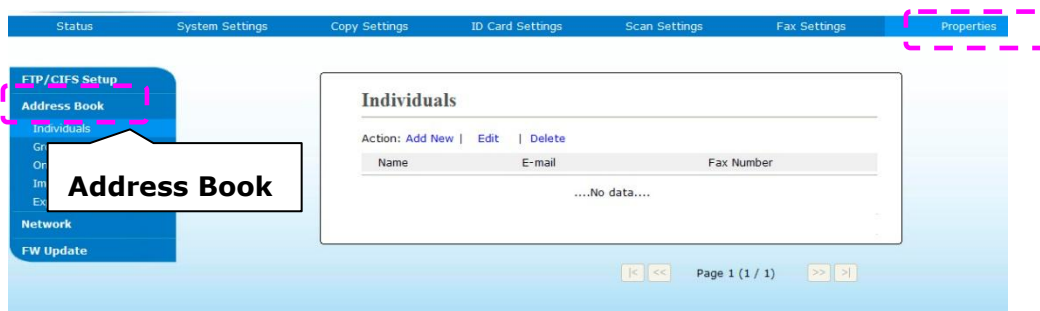 Status System Settings Copy Settings ID Card Settings Scan Settings Fax Settings Properties
FTP/CIFS Setup
Address Book
Individuals
Address Book
Network
FW Update
Individuals
Action: Add New | Edit | Delete
Name E-mail Fax Number
....No data....
|< << Page 1 (1 / 1) >> >|